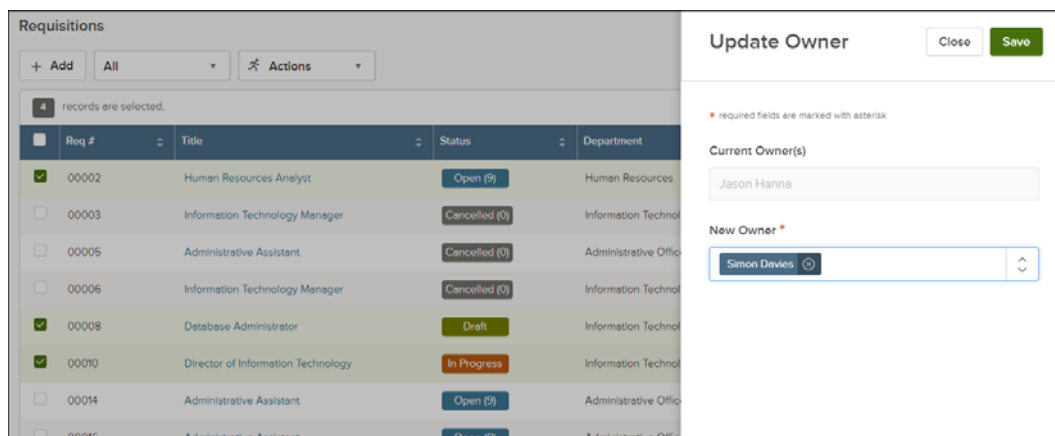 Requisitions
+ Add
All
Actions
4 records are selected.
Req # Title Status Department
00002 Human Resources Analyst Open (9) Human Resources
00003 Information Technology Manager Cancelled (0) Information Technol
00005 Administrative Assistant Cancelled (0) Administrative Offic
00006 Information Technology Manager Cancelled (0) Information Technol
00008 Database Administrator Draft Information Technol
00010 Director of Information Technology In Progress Information Technol
00014 Administrative Assistant Open (9) Administrative Offic
Update Owner
Close
Save
* required fields are marked with asterisk
Current Owner(s)
Jason Hanna
New Owner *
Simon Davies